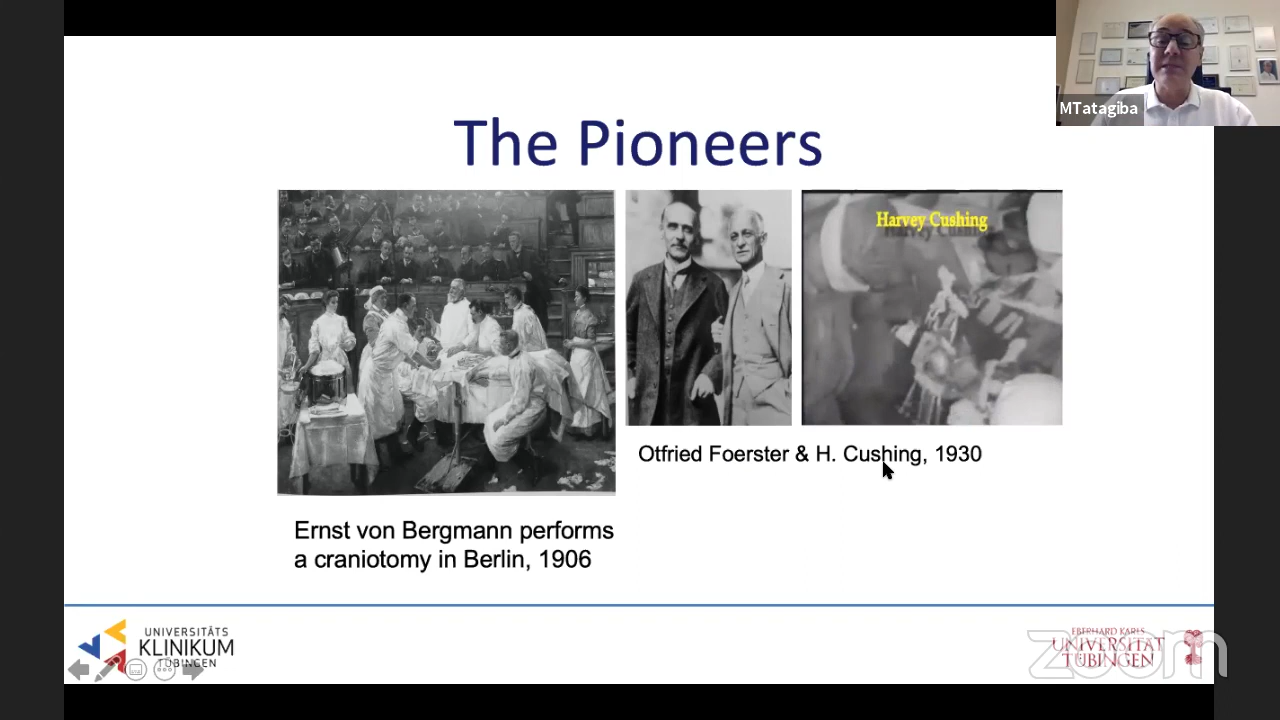 MTatagiba
The Pioneers
Harvey Cushing
Otfried Foerster & H. Cushing, 1930
Ernst von Bergmann performs
a craniotomy in Berlin, 1906
UNIVERSITÄTS
KLINIKUM
TÜBINGEN
EBERHARD KARLS
UNIVERSITÄT
TÜBINGEN
zoom